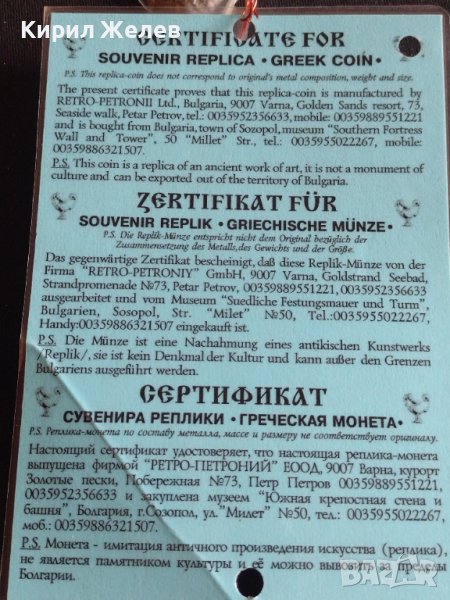 Кирил Желев
CERTIFICATE FOR
SOUVENIR REPLICA • GREEK COIN •
P.S. This replica-coin does not correspond to original's metal composition, weight and size.
The present certificate proves that this replica-coin is manufactured by
RETRO-PETRONII Ltd., Bulgaria, 9007 Varna, Golden Sands resort, 73,
Seaside walk, Petar Petrov, tel.: 0035952356633, mobile: 00359889551221
and is bought from Bulgaria, town of Sozopol, museum "Southern Fortress
Wall and Tower", 50 "Millet" Str., tel.: 0035955022267, mobile:
00359886321507.
P.S. This coin is a replica of an ancient work of art, it is not a monument of
culture and can be exported out of the territory of Bulgaria.
ZERTIFIKAT FÜR
SOUVENIR REPLIK • GRIECHISCHE MÜNZE •
P.S. Die Replik-Münze entspricht nicht dem Original bezüglich der
Zusammensetzung des Metalls, des Gewichts und der Größe.
Das gegenwärtige Zertifikat bescheinigt, daß diese Replik-Münze von der
Firma "RETRO-PETRONIY" GmbH, 9007 Varna, Goldstrand Seebad,
Strandpromenade №73, Petar Petrov, 00359889551221, 0035952356633
ausgearbeitet und vom Museum "Suedliche Festungsmauer und Turm",
Bulgarien, Sosopol, Str. "Milet" №50, Tel.:0035955022267,
Handy:00359886321507 eingekauft ist.
P.S. Die Münze ist eine Nachahmung eines antikischen Kunstwerks
/Replik/, sie ist kein Denkmal der Kultur und kann außer den Grenzen
Bulgariens ausgeführt werden.
СЕРТИФИКАТ
СУВЕНИРА РЕПЛИКИ • ГРЕЧЕСКАЯ МОНЕТА•
P.S. Реплика-монета по составу металла, массе и размеру не соответствует оригиналу.
Настоящий сертификат удостоверяет, что настоящая реплика-монета
выпущена фирмой "РЕТРО-ПЕТРОНИЙ" ЕООД, 9007 Варна, курорт
Золотые пески, Побережная №73, Петр Петров 00359889551221,
0035952356633 и закуплена музеем "Южная крепостная стена и
башня", Болгария, г.Созопол, ул."Милет" №50, тел.: 0035955022267,
моб.: 00359886321507.
P.S. Монета - имитация античного произведения искусства (реплика),
не является памятником культуры и её можно вывозить за пределы
Болгарии.
bazar.bg